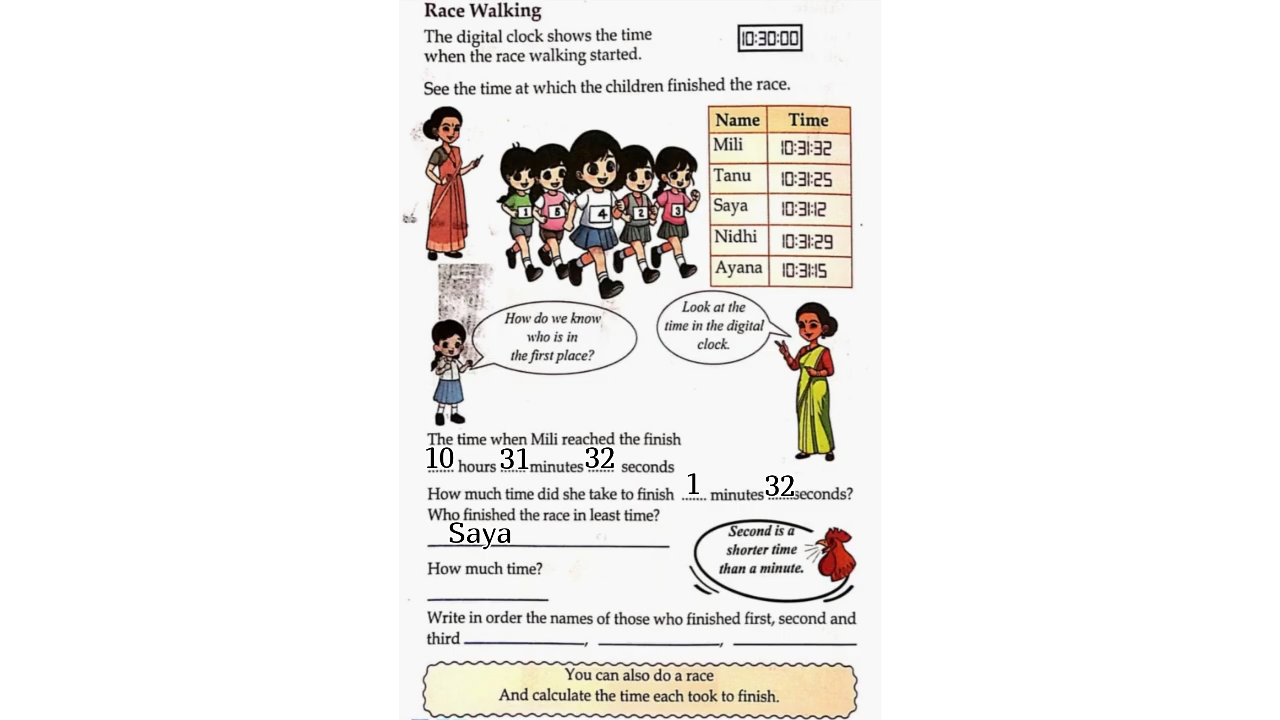 Race Walking
The digital clock shows the time
when the race walking started.
10:30:00
See the time at which the children finished the race.
Name Time
Mili 10:31:32
Tanu 10:31:25
Saya 10:31:12
Nidhi 10:31:29
Ayana 10:31:15
1 5 4 2 3
How do we know
who is in
the first place?
Look at the
time in the digital
clock.
The time when Mili reached the finish
10 hours 31 minutes 32 seconds
How much time did she take to finish 1 minutes 32 seconds?
Who finished the race in least time?
Saya
Second is a
shorter time
than a minute.
How much time?
Write in order the names of those who finished first, second and
third , ,
You can also do a race
And calculate the time each took to finish.